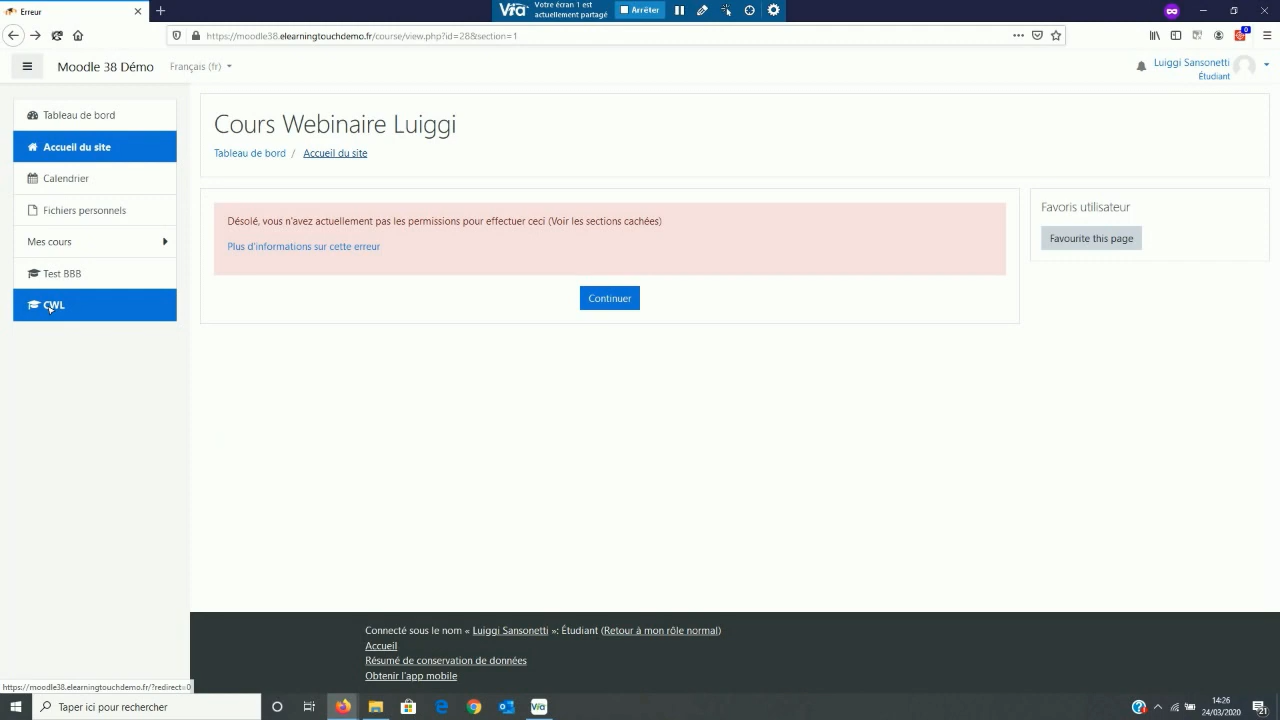 Erreur
Via
Votre écran 1 est
actuellement partagé
Arrêter
https://moodle38.elearningtouchdemo.fr/course/view.php?id=28&section=1
0
Moodle 38 Démo
Français (fr)
Luiggi Sansonetti
Étudiant
Tableau de bord
Accueil du site
Calendrier
Fichiers personnels
Mes cours
Test BBB
CWL
Cours Webinaire Luiggi
Tableau de bord / Accueil du site
Désolé, vous n'avez actuellement pas les permissions pour effectuer ceci (Voir les sections cachées)
Plus d'informations sur cette erreur
Continuer
Favoris utilisateur
Favourite this page
Connecté sous le nom « Luiggi Sansonetti »: Étudiant (Retour à mon rôle normal)
Accueil
Résumé de conservation de données
Obtenir l'app mobile
https://moodle38.elearningtouchdemo.fr/?redirect=0
Taper ici pour rechercher
Via
14:26
24/03/2020
21